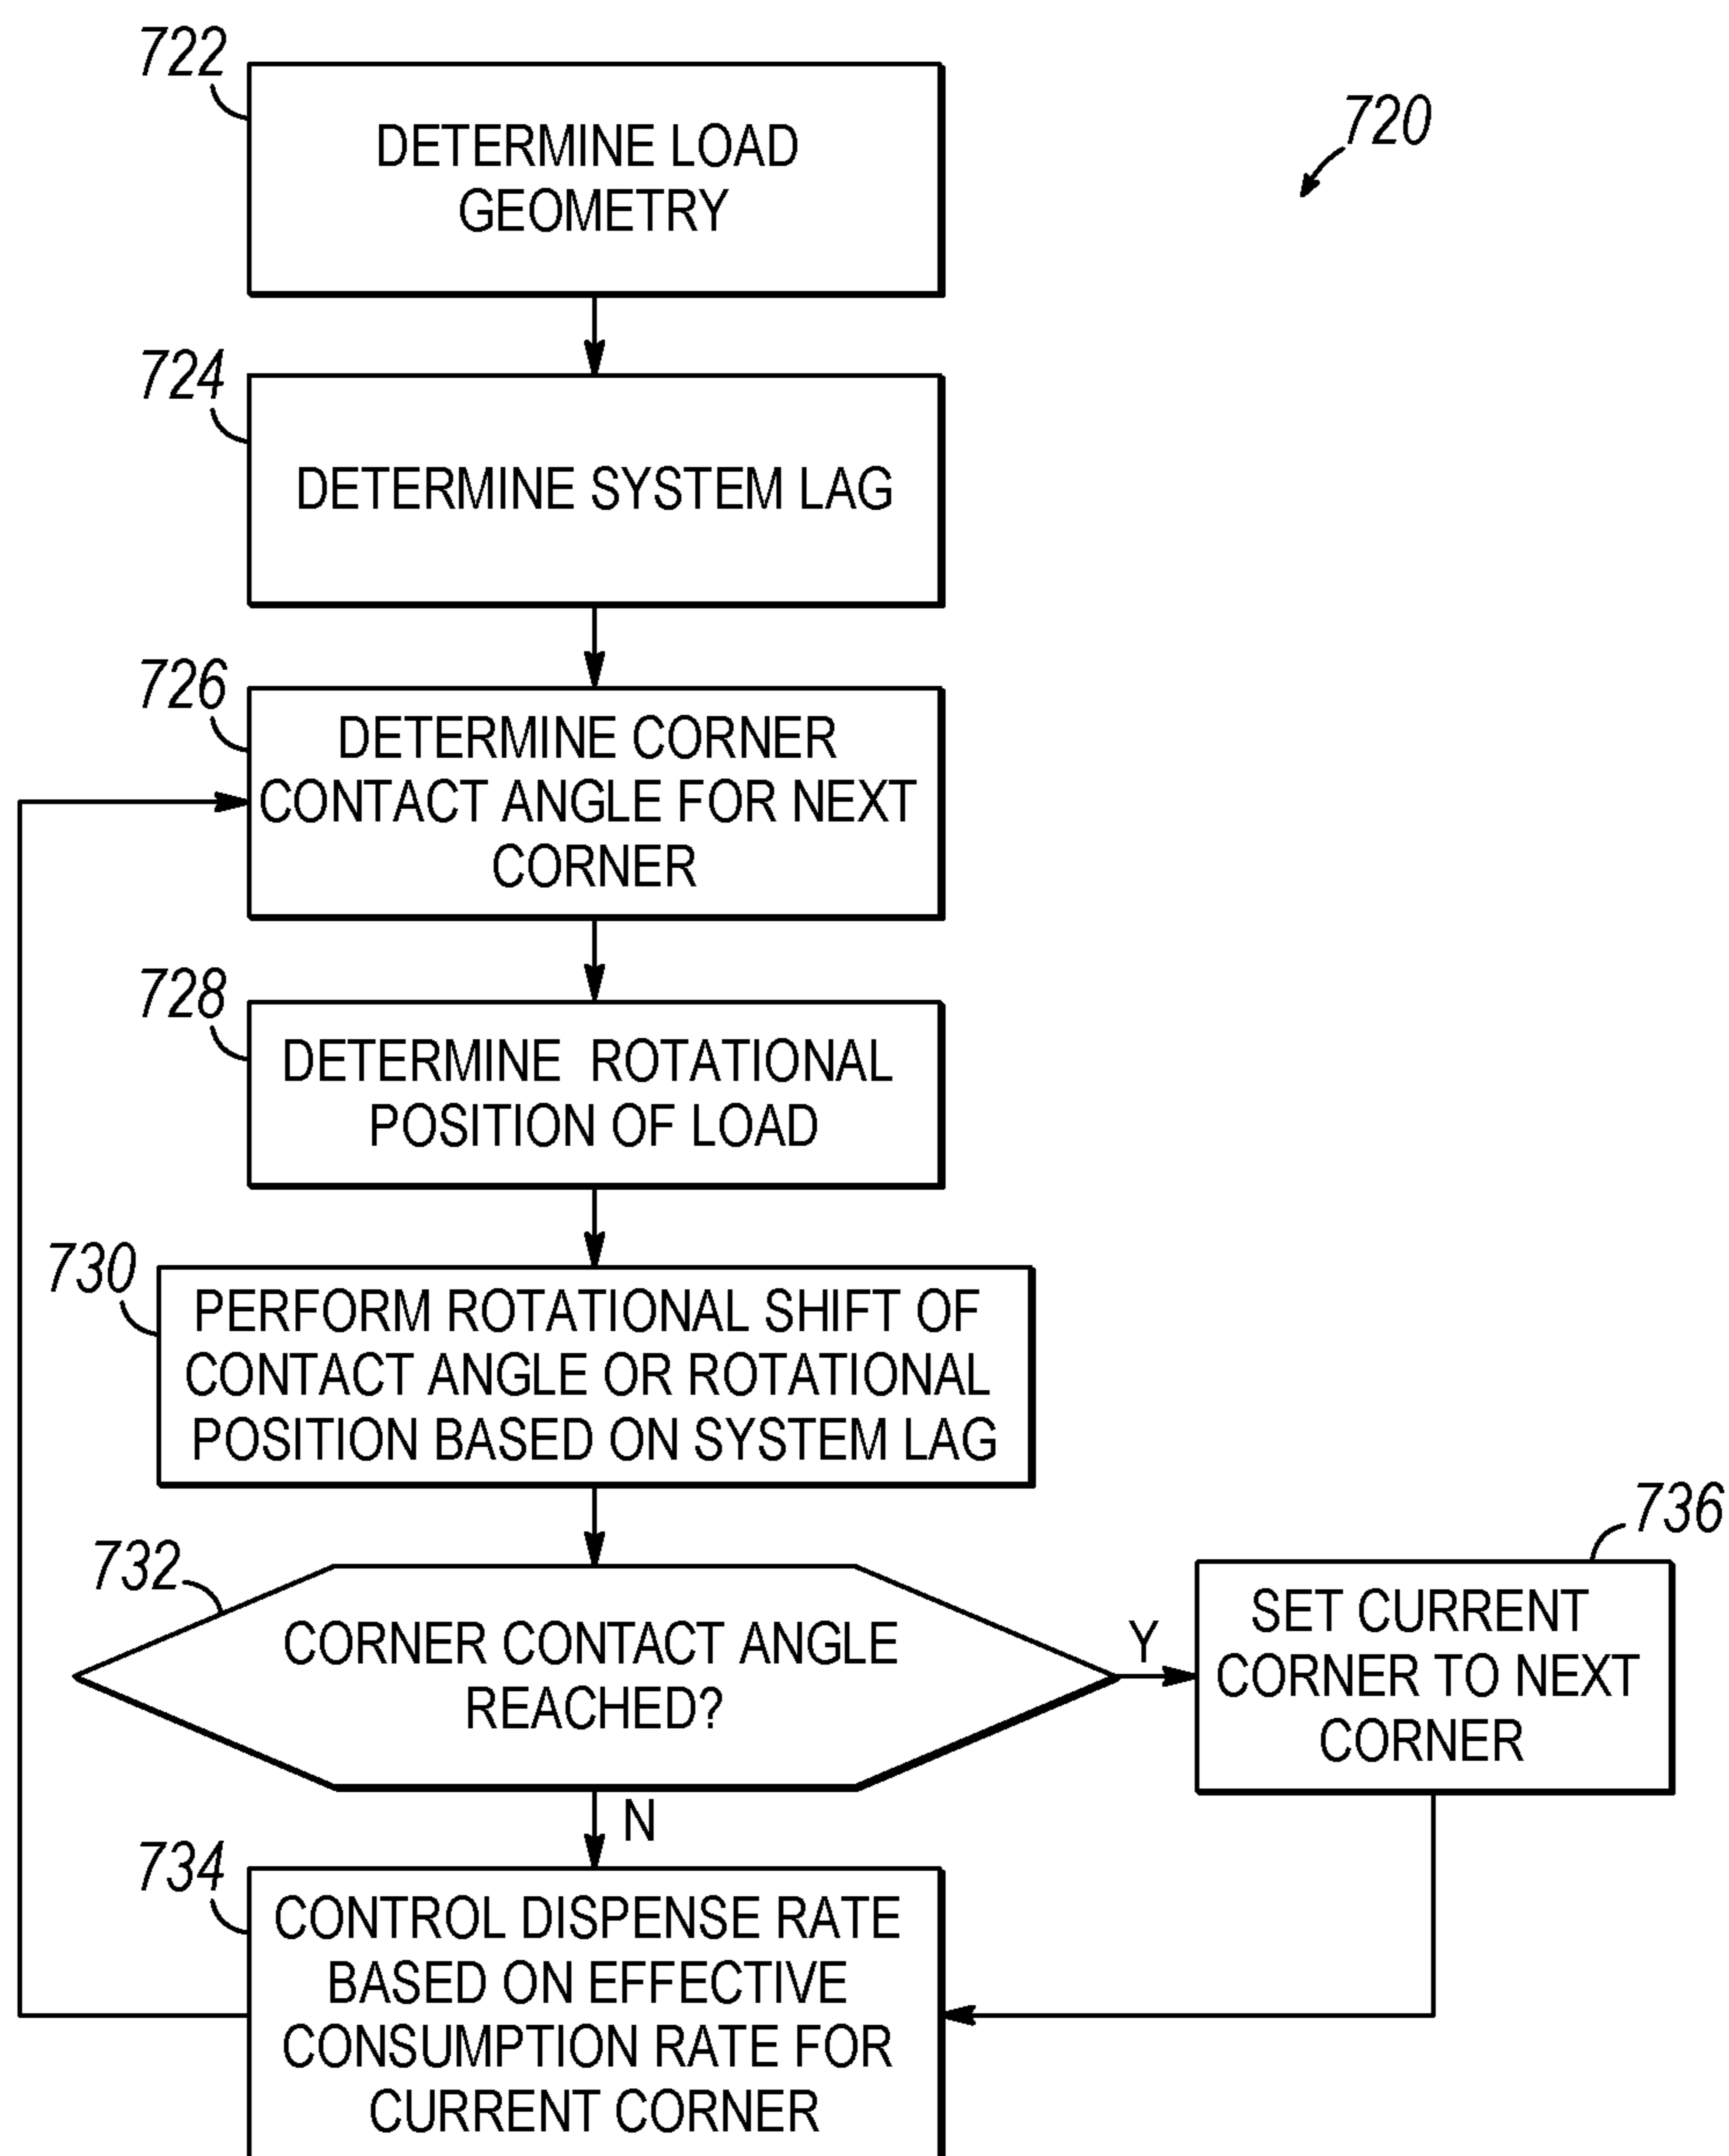 722
DETERMINE LOAD
GEOMETRY
720
724
DETERMINE SYSTEM LAG
726
DETERMINE CORNER
CONTACT ANGLE FOR NEXT
CORNER
728
DETERMINE ROTATIONAL
POSITION OF LOAD
730
PERFORM ROTATIONAL SHIFT OF
CONTACT ANGLE OR ROTATIONAL
POSITION BASED ON SYSTEM LAG
732
CORNER CONTACT ANGLE
REACHED?
Y
736
SET CURRENT
CORNER TO NEXT
CORNER
N
734
CONTROL DISPENSE RATE
BASED ON EFFECTIVE
CONSUMPTION RATE FOR
CURRENT CORNER